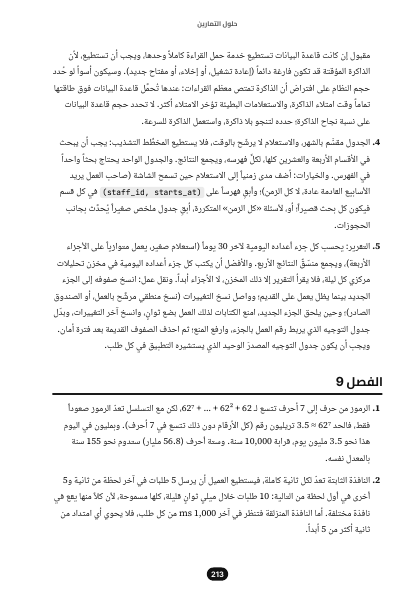 حلول التمارين
مقبول إن كانت قاعدة البيانات تستطيع خدمة حمل القراءة كاملاً وحدها، ويجب أن تستطيع، لأن
الذاكرة المؤقتة قد تكون فارغة دائماً (إعادة تشغيل، أو إخلاء، أو مفتاح جديد). وسيكون أسوأ لو حُدد
حجم النظام على افتراض أن الذاكرة تمتص معظم القراءات: عندها تُحمَّل قاعدة البيانات فوق طاقتها
تماماً وقت امتلاء الذاكرة، والاستعلامات البطيئة تؤخر الامتلاء أكثر. لا تحدد حجم قاعدة البيانات
على نسبة نجاح الذاكرة؛ حدده لتنجو بلا ذاكرة، واستعمل الذاكرة للسرعة.
4. الجدول مقسَّم بالشهر، والاستعلام لا يرشح بالوقت، فلا يستطيع المخطِّط التشذيب: يجب أن يبحث
في الأقسام الأربعة والعشرين كلها، لكلٍّ فهرسه، ويجمع النتائج. والجدول الواحد يحتاج بحثاً واحداً
في الفهرس. والخيارات: أضف مدى زمنياً إلى الاستعلام حين تسمح الشاشة (صاحب العمل يريد
الأسابيع القادمة عادة، لا كل الزمن)؛ وأبقِ فهرساً على (staff_id, starts_at) في كل قسم
فيكون كل بحث قصيراً؛ أو، لأسئلة «كل الزمن» المتكررة، أبقِ جدول ملخص صغيراً يُحدَّث بجانب
الحجوزات.
5. التقرير: يحسب كل جزء أعداده اليومية لآخر 30 يوماً (استعلام صغير، يعمل متوازياً على الأجزاء
الأربعة)، ويجمع منسّقٌ النتائج الأربع. والأفضل أن يكتب كل جزء أعداده اليومية في مخزن تحليلات
مركزي كل ليلة، فلا يقرأ التقرير إلا ذلك المخزن، لا الأجزاء أبداً. ونقل عمل: انسخ صفوفه إلى الجزء
الجديد بينما يظل يعمل على القديم؛ وواصل نسخ التغييرات (نسخ منطقي مرشَّح بالعمل، أو الصندوق
الصادر)؛ وحين يلحق الجزء الجديد، امنع الكتابات لذلك العمل بضع ثوانٍ، وانسخ آخر التغييرات، وبدّل
جدول التوجيه الذي يربط رقم العمل بالجزء، وارفع المنع؛ ثم احذف الصفوف القديمة بعد فترة أمان.
ويجب أن يكون جدول التوجيه المصدرَ الوحيد الذي يستشيره التطبيق في كل طلب.
الفصل 9
1. الرموز من حرف إلى 7 أحرف تتسع لـ 62 + 62² + … + 62⁷، لكن مع التسلسل تعدّ الرموز صعوداً
فقط، فالحد 62⁷ ≈ 3.5 تريليون رقم (كل الأرقام دون ذلك تتسع في 7 أحرف). وبمليون في اليوم
هذا نحو 3.5 مليون يوم، قرابة 10,000 سنة. وستة أحرف (56.8 مليار) ستدوم نحو 155 سنة
بالمعدل نفسه.
2. النافذة الثابتة تعدّ لكل ثانية كاملة، فيستطيع العميل أن يرسل 5 طلبات في آخر لحظة من ثانية و5
أخرى في أول لحظة من التالية: 10 طلبات خلال ميلي ثوانٍ قليلة، كلها مسموحة، لأن كلاً منها يقع في
نافذة مختلفة. أما النافذة المنزلقة فتنظر في آخر 1,000 ms من كل طلب، فلا يحوي أي امتداد من
ثانية أكثر من 5 أبداً.
213